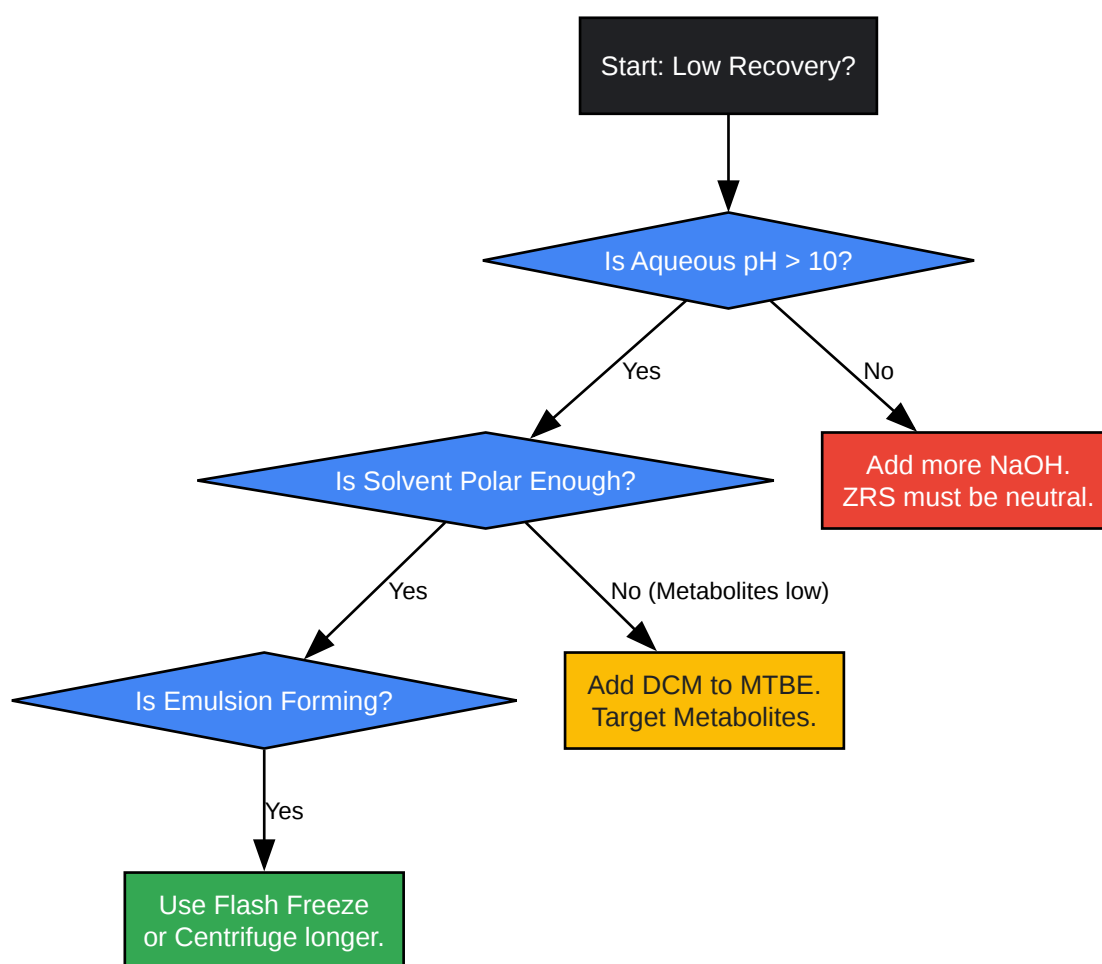 Start: Low Recovery?
Is Aqueous pH > 10?
Yes
No
Is Solvent Polar Enough?
Add more NaOH.
ZRS must be neutral.
Yes
No (Metabolites low)
Is Emulsion Forming?
Add DCM to MTBE.
Target Metabolites.
Yes
Use Flash Freeze
or Centrifuge longer.